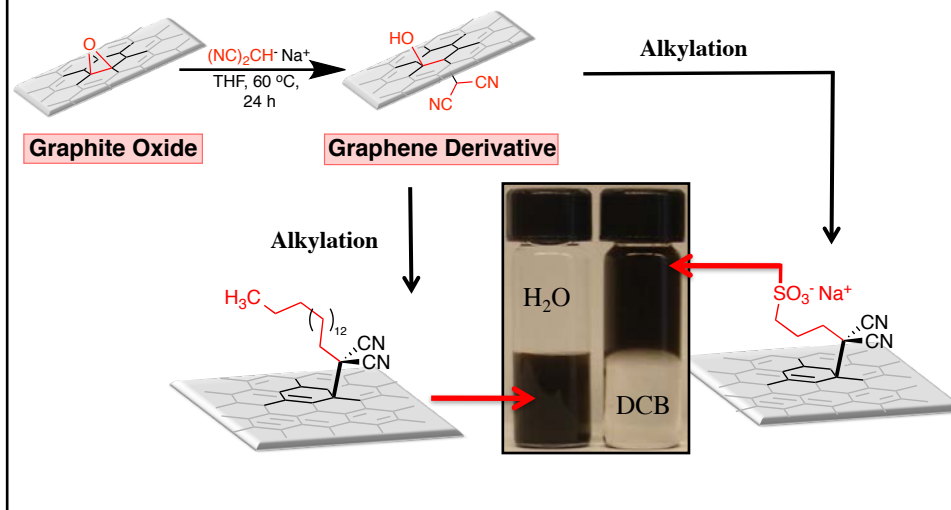 O
(NC)₂CH⁻ Na⁺
THF, 60 ºC,
24 h
HO
NC
CN
Alkylation
Graphite Oxide
Graphene Derivative
Alkylation
H₃C
12
CN
CN
H₂O
DCB
SO₃⁻ Na⁺
CN
CN